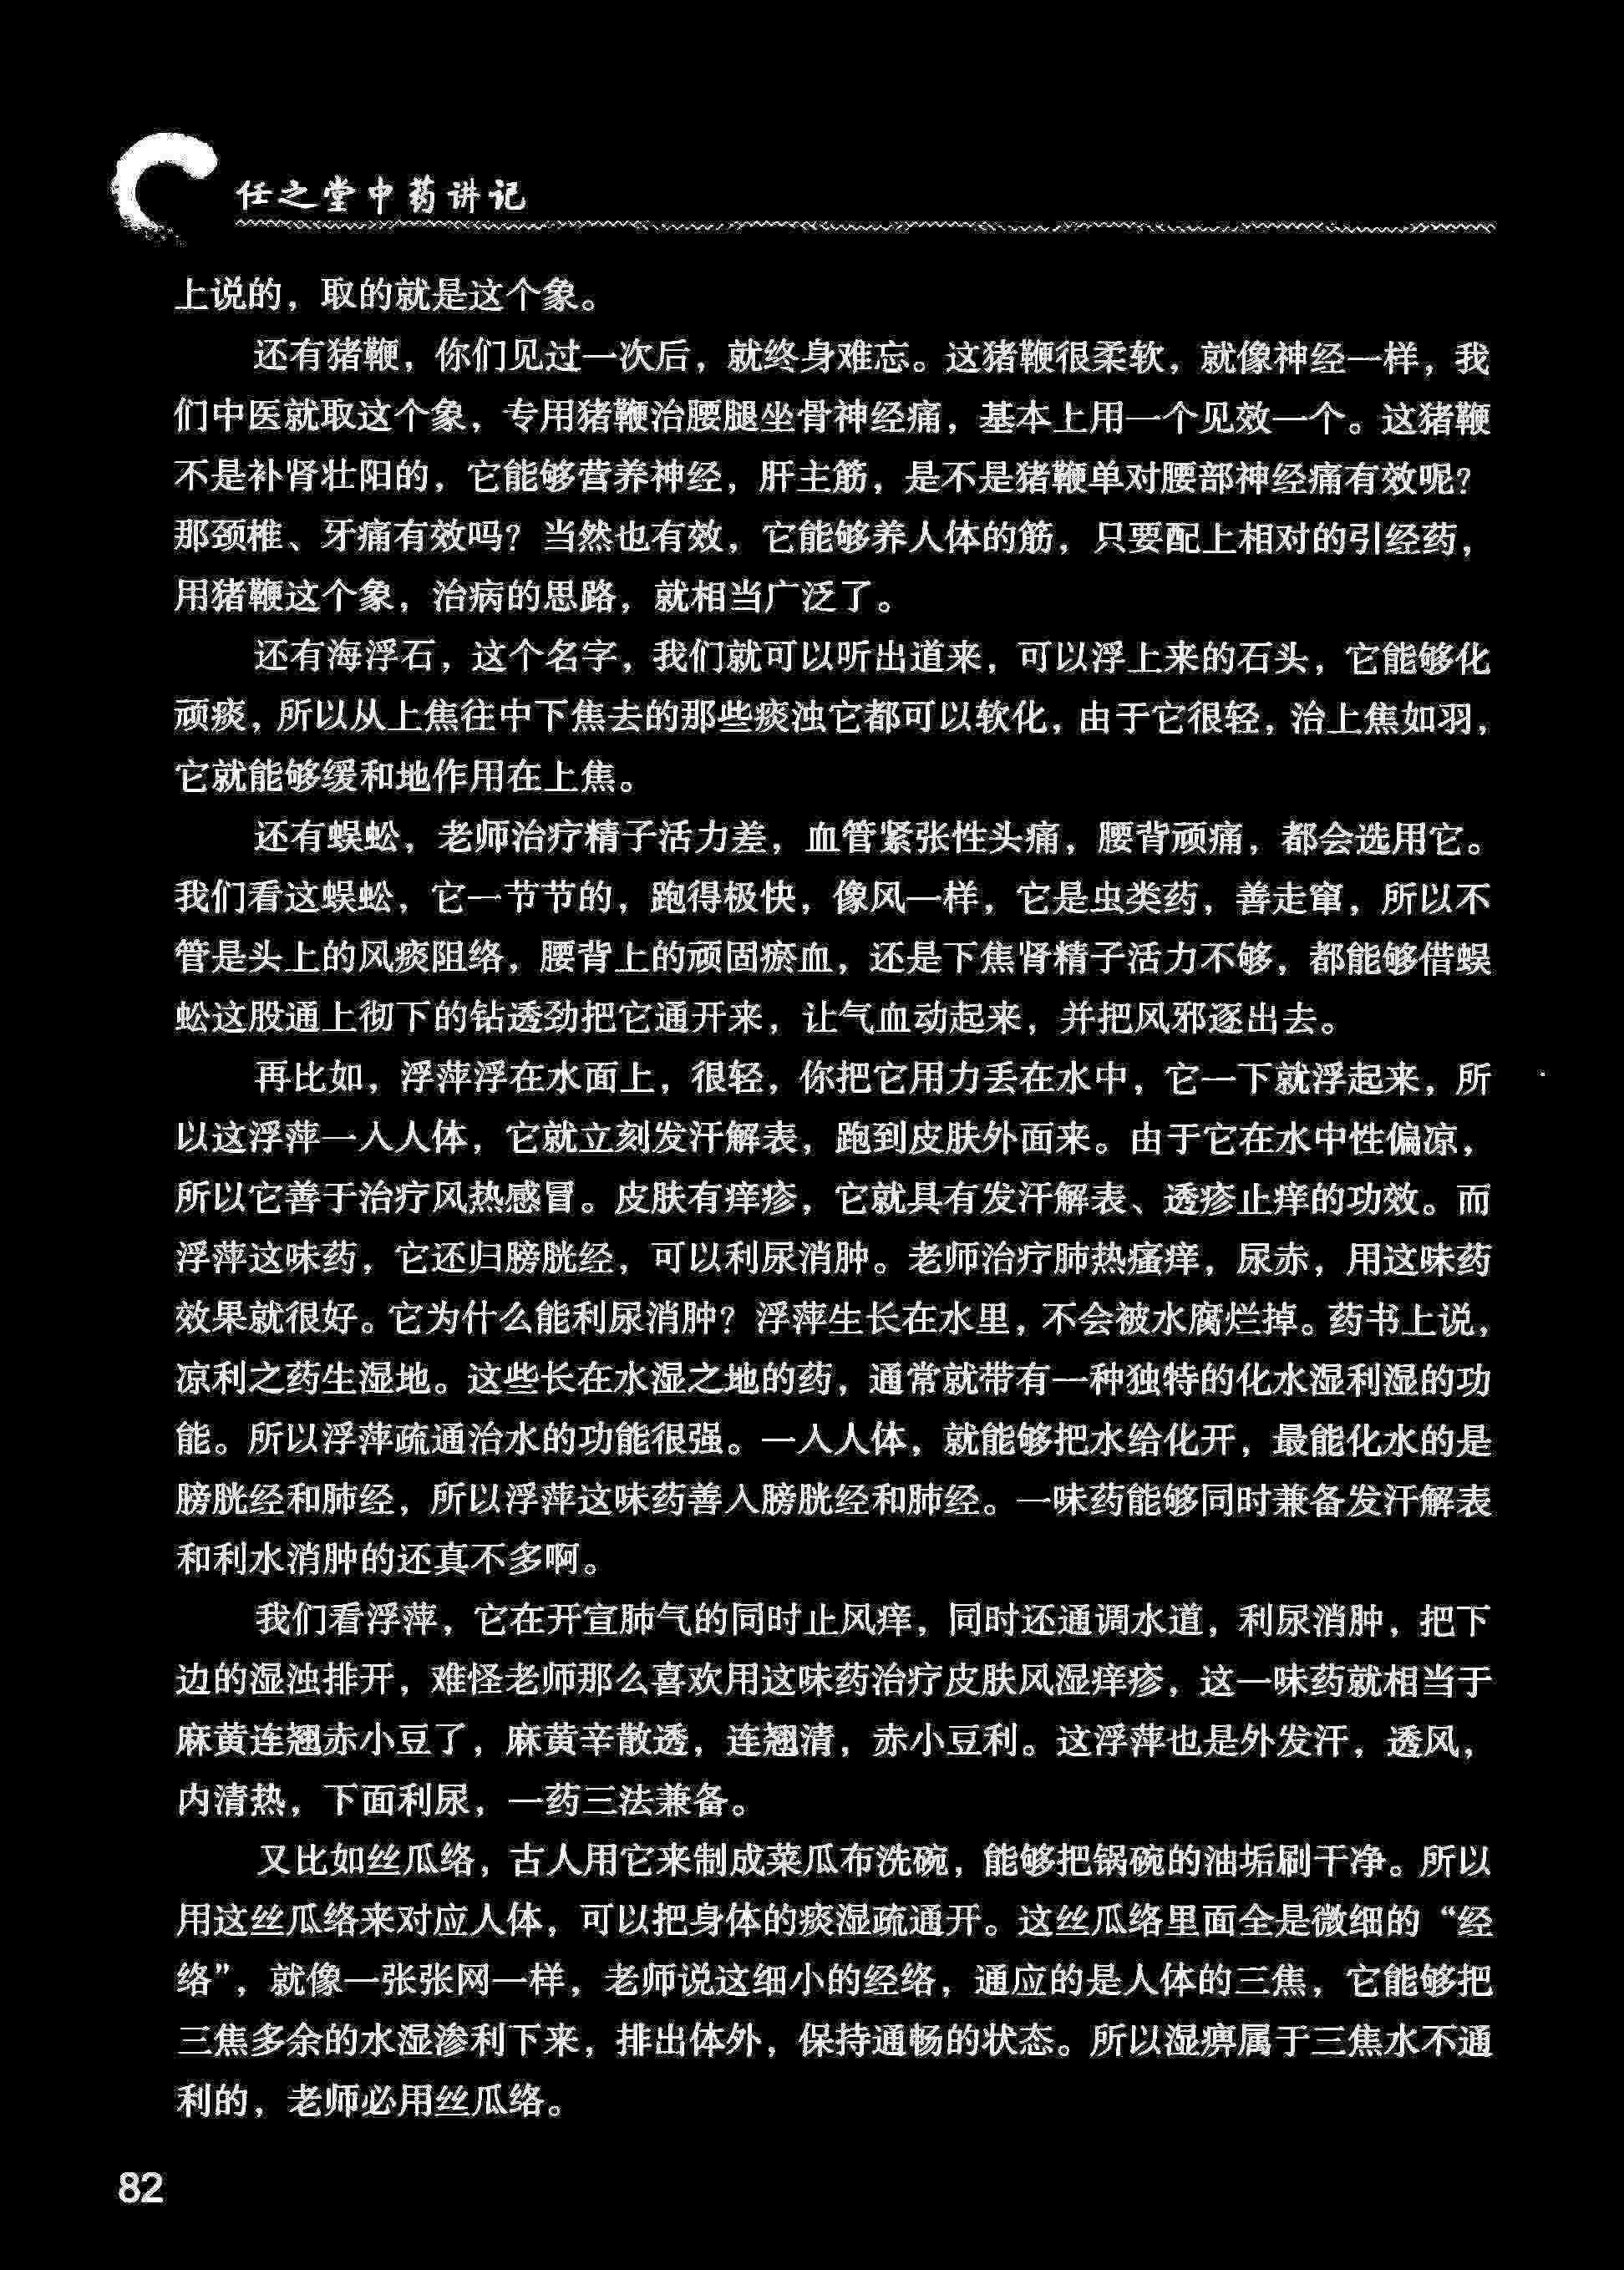 任之堂中药讲记
上说的，取的就是这个象。
还有猪鞭，你们见过一次后，就终身难忘。这猪鞭很柔软，就像神经一样，我
们中医就取这个象，专用猪鞭治腰腿坐骨神经痛，基本上用一个见效一个。这猪鞭
不是补肾壮阳的，它能够营养神经，肝主筋，是不是猪鞭单对腰部神经痛有效呢？
那颈椎、牙痛有效吗？当然也有效，它能够养人体的筋，只要配上相对的引经药，
用猪鞭这个象，治病的思路，就相当广泛了。
还有海浮石，这个名字，我们就可以听出道来，可以浮上来的石头，它能够化
顽痰，所以从上焦往中下焦去的那些痰浊它都可以软化，由于它很轻，治上焦如羽，
它就能够缓和地作用在上焦。
还有蜈蚣，老师治疗精子活力差，血管紧张性头痛，腰背顽痛，都会选用它。
我们看这蜈蚣，它一节节的，跑得极快，像风一样，它是虫类药，善走窜，所以不
管是头上的风痰阻络，腰背上的顽固瘀血，还是下焦肾精子活力不够，都能够借蜈
蚣这股通上彻下的钻透劲把它通开来，让气血动起来，并把风邪逐出去。
再比如，浮萍浮在水面上，很轻，你把它用力丢在水中，它一下就浮起来，所
以这浮萍一入人体，它就立刻发汗解表，跑到皮肤外面来。由于它在水中性偏凉，
所以它善于治疗风热感冒。皮肤有痒疹，它就具有发汗解表、透疹止痒的功效。而
浮萍这味药，它还归膀胱经，可以利尿消肿。老师治疗肺热瘙痒，尿赤，用这味药
效果就很好。它为什么能利尿消肿？浮萍生长在水里，不会被水腐烂掉。药书上说，
凉利之药生湿地。这些长在水湿之地的药，通常就带有一种独特的化水湿利湿的功
能。所以浮萍疏通治水的功能很强。一入人体，就能够把水给化开，最能化水的是
膀胱经和肺经，所以浮萍这味药善入膀胱经和肺经。一味药能够同时兼备发汗解表
和利水消肿的还真不多啊。
我们看浮萍，它在开宣肺气的同时止风痒，同时还通调水道，利尿消肿，把下
边的湿浊排开，难怪老师那么喜欢用这味药治疗皮肤风湿痒疹，这一味药就相当于
麻黄连翘赤小豆了，麻黄辛散透，连翘清，赤小豆利。这浮萍也是外发汗，透风，
内清热，下面利尿，一药三法兼备。
又比如丝瓜络，古人用它来制成菜瓜布洗碗，能够把锅碗的油垢刷干净。所以
用这丝瓜络来对应人体，可以把身体的痰湿疏通开。这丝瓜络里面全是微细的“经
络”，就像一张张网一样，老师说这细小的经络，通应的是人体的三焦，它能够把
三焦多余的水湿渗利下来，排出体外，保持通畅的状态。所以湿痹属于三焦水不通
利的，老师必用丝瓜络。
82